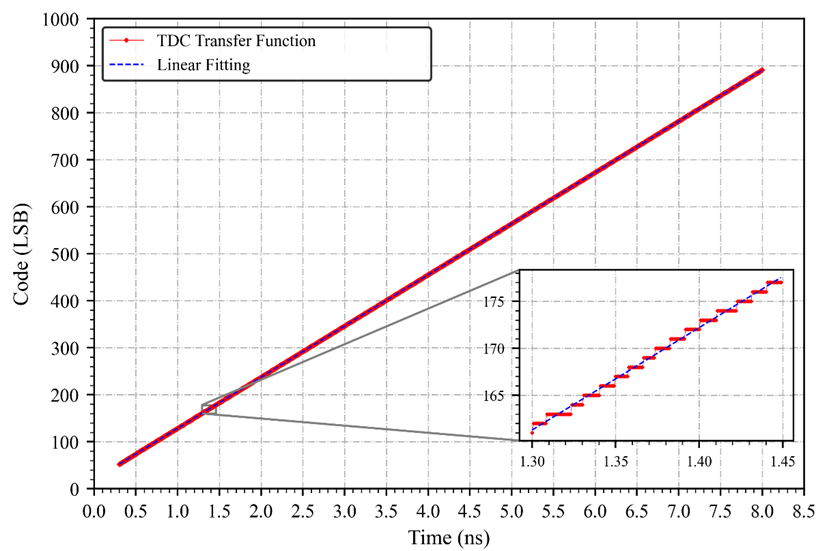 1000
900
800
700
600
500
400
300
200
100
0
Code (LSB)
TDC Transfer Function
Linear Fitting
175
170
165
1.30 1.35 1.40 1.45
0.0 0.5 1.0 1.5 2.0 2.5 3.0 3.5 4.0 4.5 5.0 5.5 6.0 6.5 7.0 7.5 8.0 8.5
Time (ns)